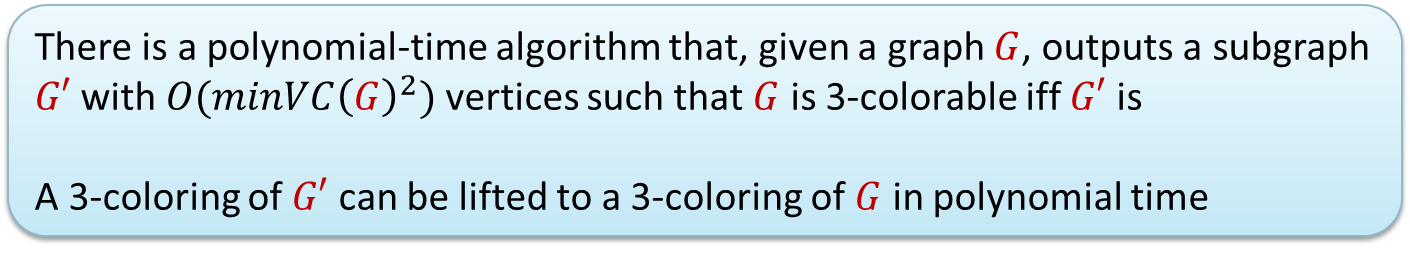 There is a polynomial-time algorithm that, given a graph G, outputs a subgraph
G′ with O(minVC(G)²) vertices such that G is 3-colorable iff G′ is
A 3-coloring of G′ can be lifted to a 3-coloring of G in polynomial time